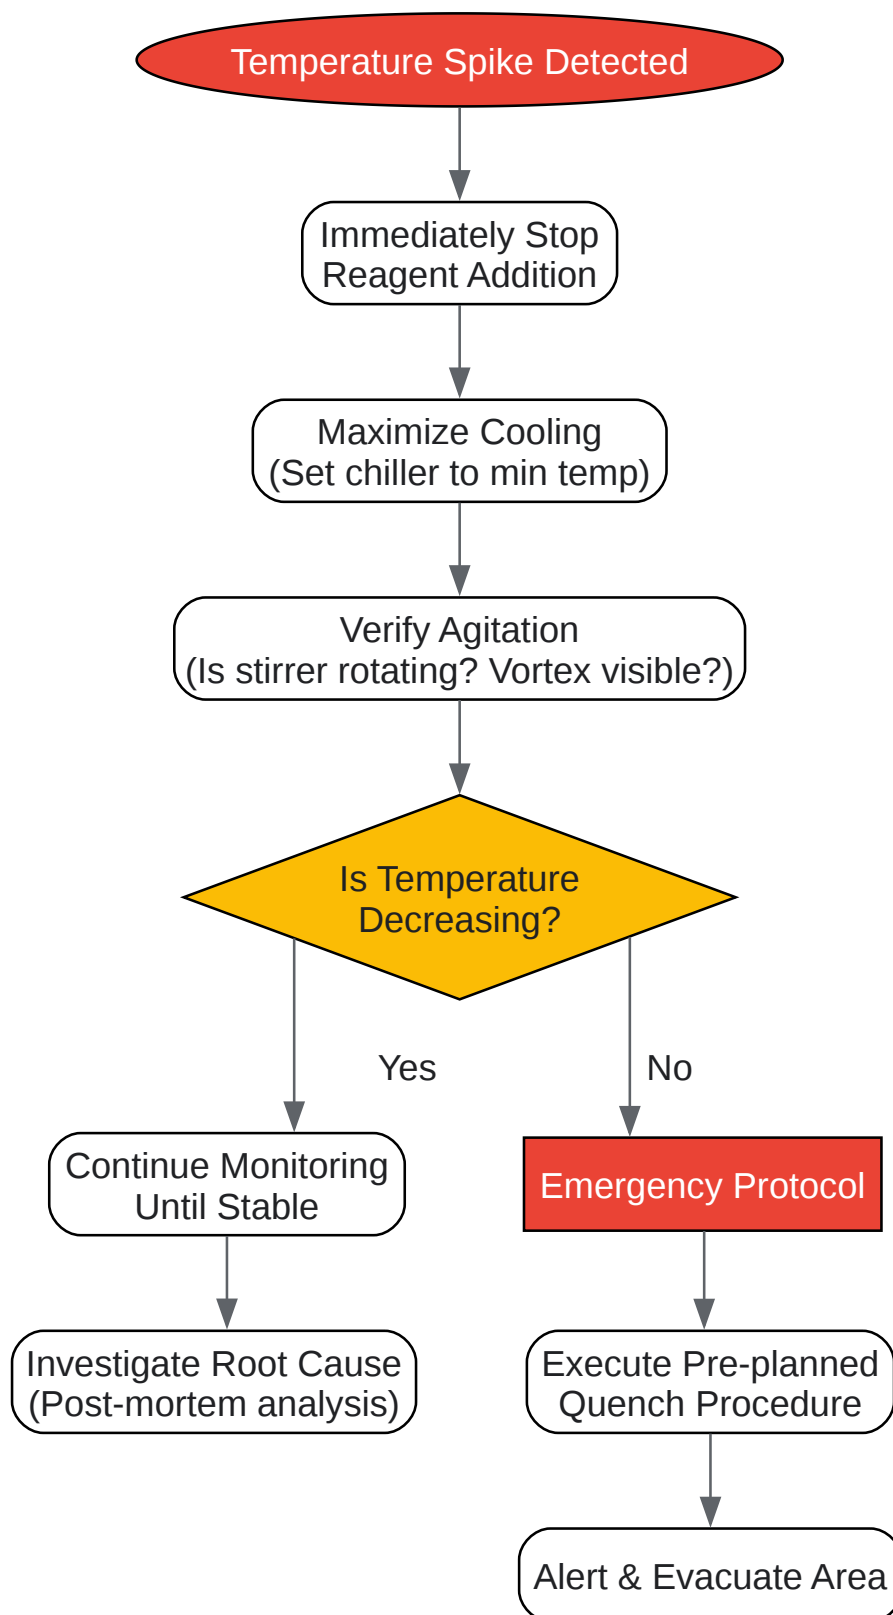 Temperature Spike Detected
Immediately Stop
Reagent Addition
Maximize Cooling
(Set chiller to min temp)
Verify Agitation
(Is stirrer rotating? Vortex visible?)
Is Temperature
Decreasing?
Yes
No
Continue Monitoring
Until Stable
Emergency Protocol
Investigate Root Cause
(Post-mortem analysis)
Execute Pre-planned
Quench Procedure
Alert & Evacuate Area